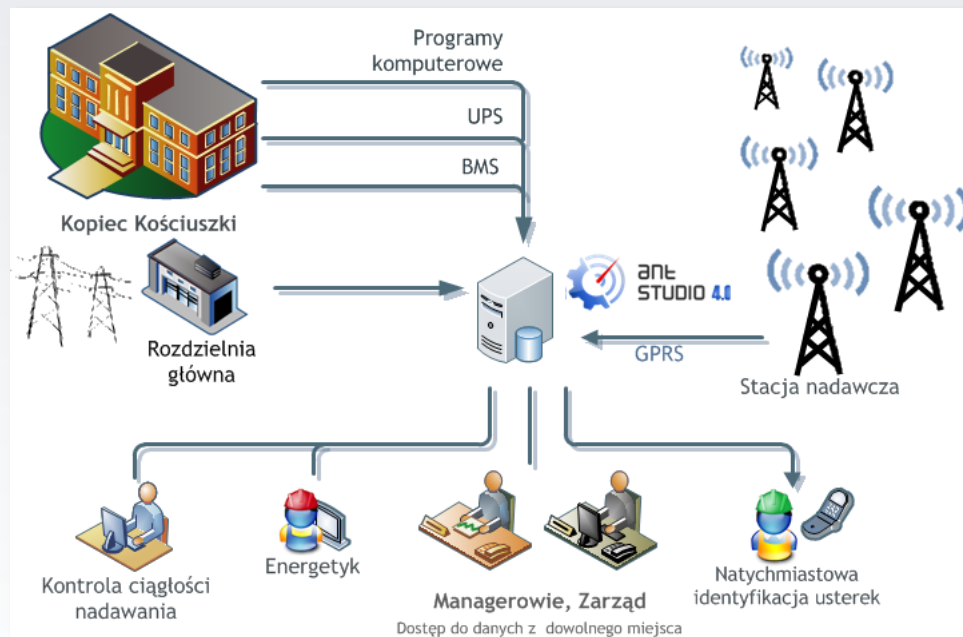 Programy
komputerowe
UPS
BMS
Kopiec Kościuszki
Rozdzielnia
główna
ant
STUDIO 4.0
GPRS
Stacja nadawcza
Kontrola ciągłości
nadawania
Energetyk
Managerowie, Zarząd
Dostęp do danych z dowolnego miejsca
Natychmiastowa
identyfikacja usterek